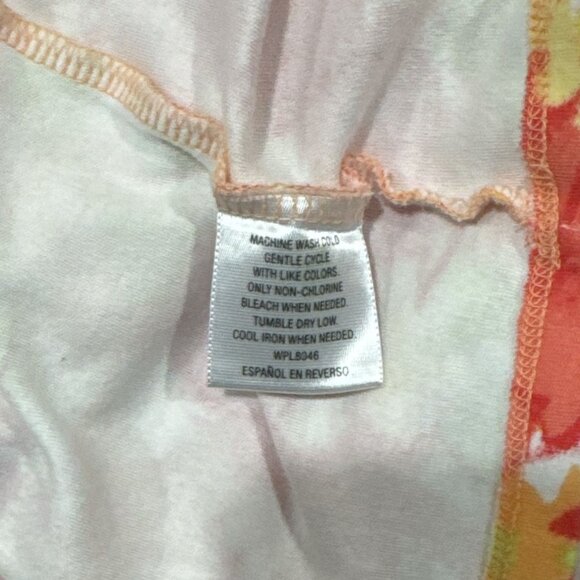 MACHINE WASH COLD
GENTLE CYCLE
WITH LIKE COLORS.
ONLY NON-CHLORINE
BLEACH WHEN NEEDED.
TUMBLE DRY LOW.
COOL IRON WHEN NEEDED.
WPL8046
ESPAÑOL EN REVERSO